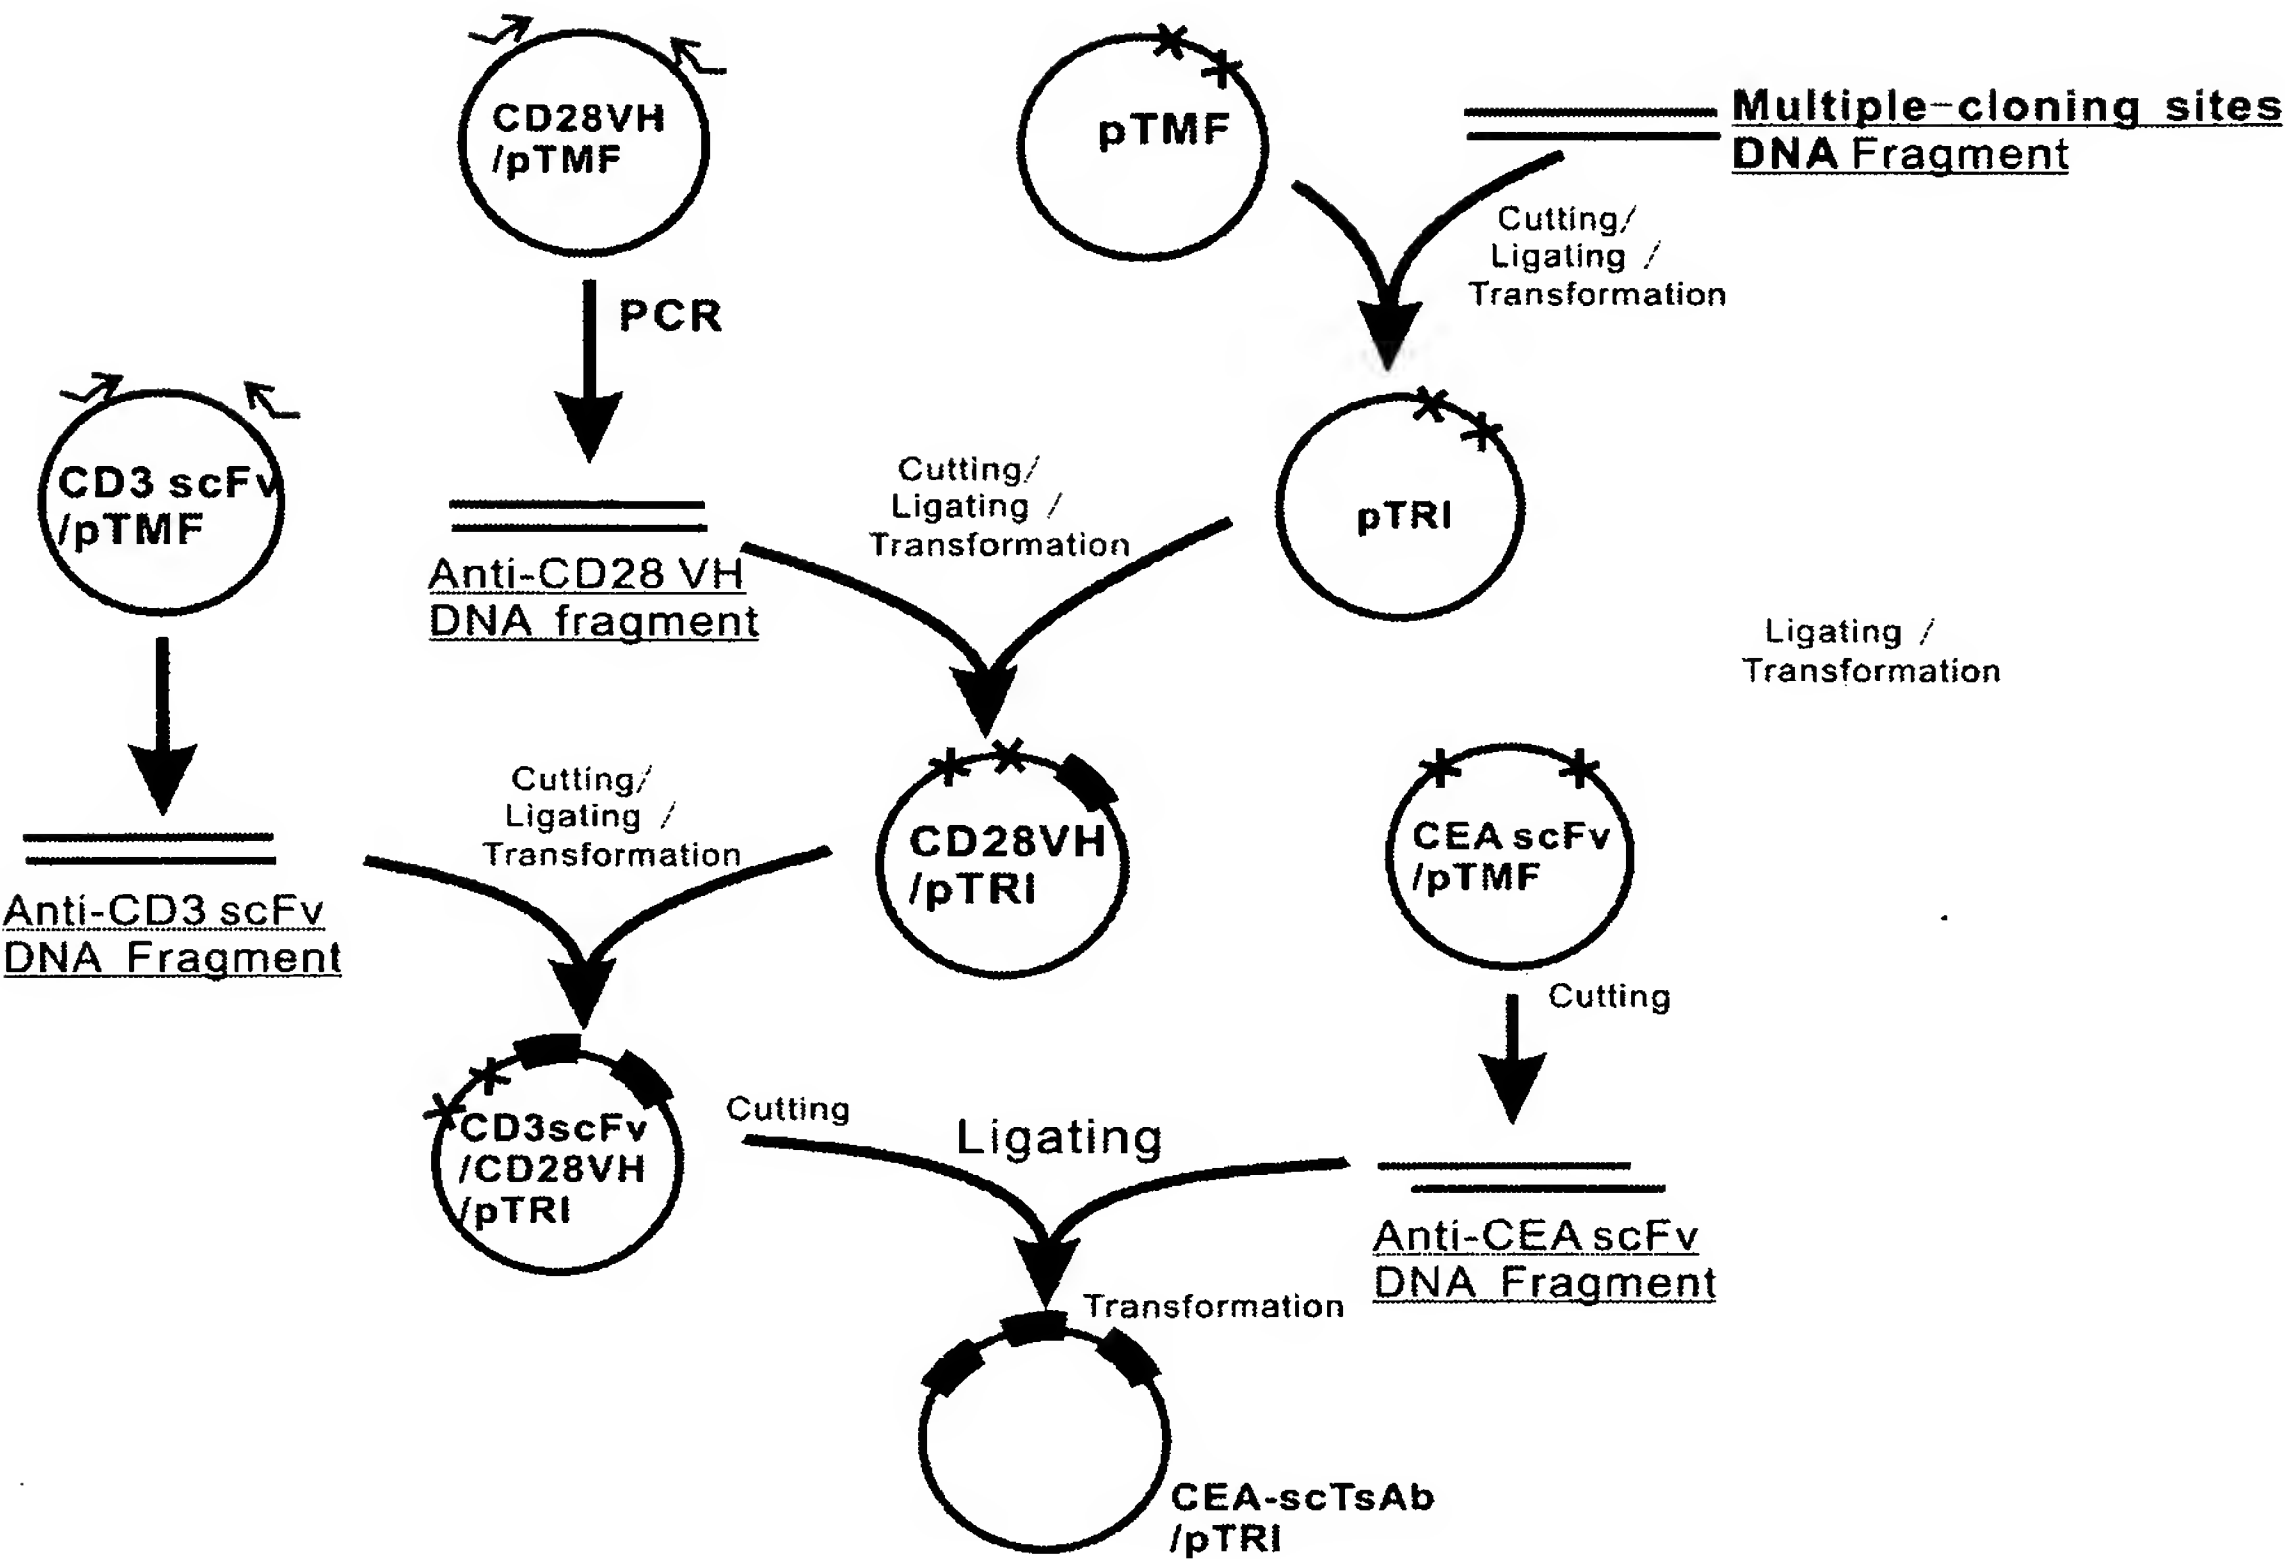 CD28VH
/pTMF
pTMF
Multiple-cloning sites
DNA Fragment
Cutting/
Ligating /
Transformation
PCR
CD3 scFv
/pTMF
Cutting/
Ligating /
Transformation
pTRI
Anti-CD28 VH
DNA fragment
Ligating /
Transformation
Cutting/
Ligating /
Transformation
CD28VH
/pTRI
CEA scFv
/pTMF
Anti-CD3 scFv
DNA Fragment
Cutting
CD3scFv
/CD28VH
/pTRI
Cutting
Ligating
Anti-CEA scFv
DNA Fragment
Transformation
CEA-scTsAb
/pTRI